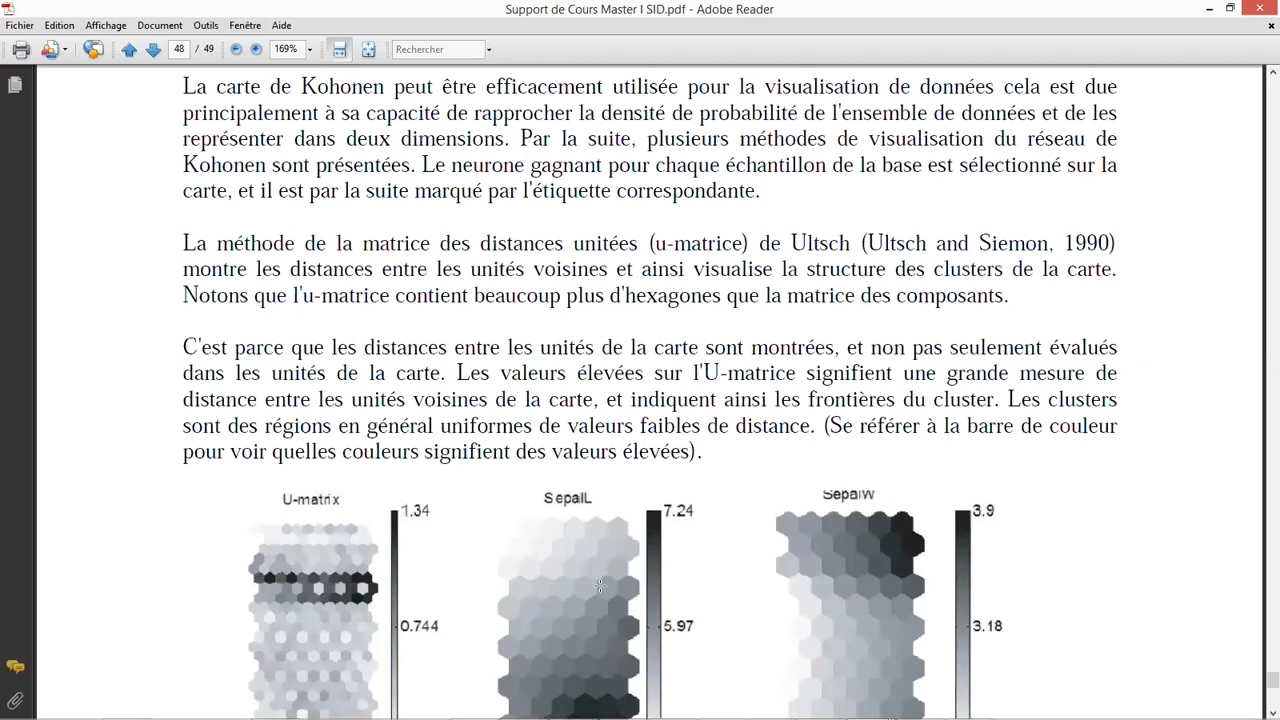 Support de Cours Master I SID.pdf - Adobe Reader
Fichier Edition Affichage Document Outils Fenêtre Aide
48 / 49 169% Rechercher
La carte de Kohonen peut être efficacement utilisée pour la visualisation de données cela est due
principalement à sa capacité de rapprocher la densité de probabilité de l'ensemble de données et de les
représenter dans deux dimensions. Par la suite, plusieurs méthodes de visualisation du réseau de
Kohonen sont présentées. Le neurone gagnant pour chaque échantillon de la base est sélectionné sur la
carte, et il est par la suite marqué par l'étiquette correspondante.
La méthode de la matrice des distances unitées (u-matrice) de Ultsch (Ultsch and Siemon, 1990)
montre les distances entre les unités voisines et ainsi visualise la structure des clusters de la carte.
Notons que l'u-matrice contient beaucoup plus d'hexagones que la matrice des composants.
C'est parce que les distances entre les unités de la carte sont montrées, et non pas seulement évalués
dans les unités de la carte. Les valeurs élevées sur l'U-matrice signifient une grande mesure de
distance entre les unités voisines de la carte, et indiquent ainsi les frontières du cluster. Les clusters
sont des régions en général uniformes de valeurs faibles de distance. (Se référer à la barre de couleur
pour voir quelles couleurs signifient des valeurs élevées).
U-matrix SepalL SepalW
1.34 7.24 3.9
0.744 5.97 3.18